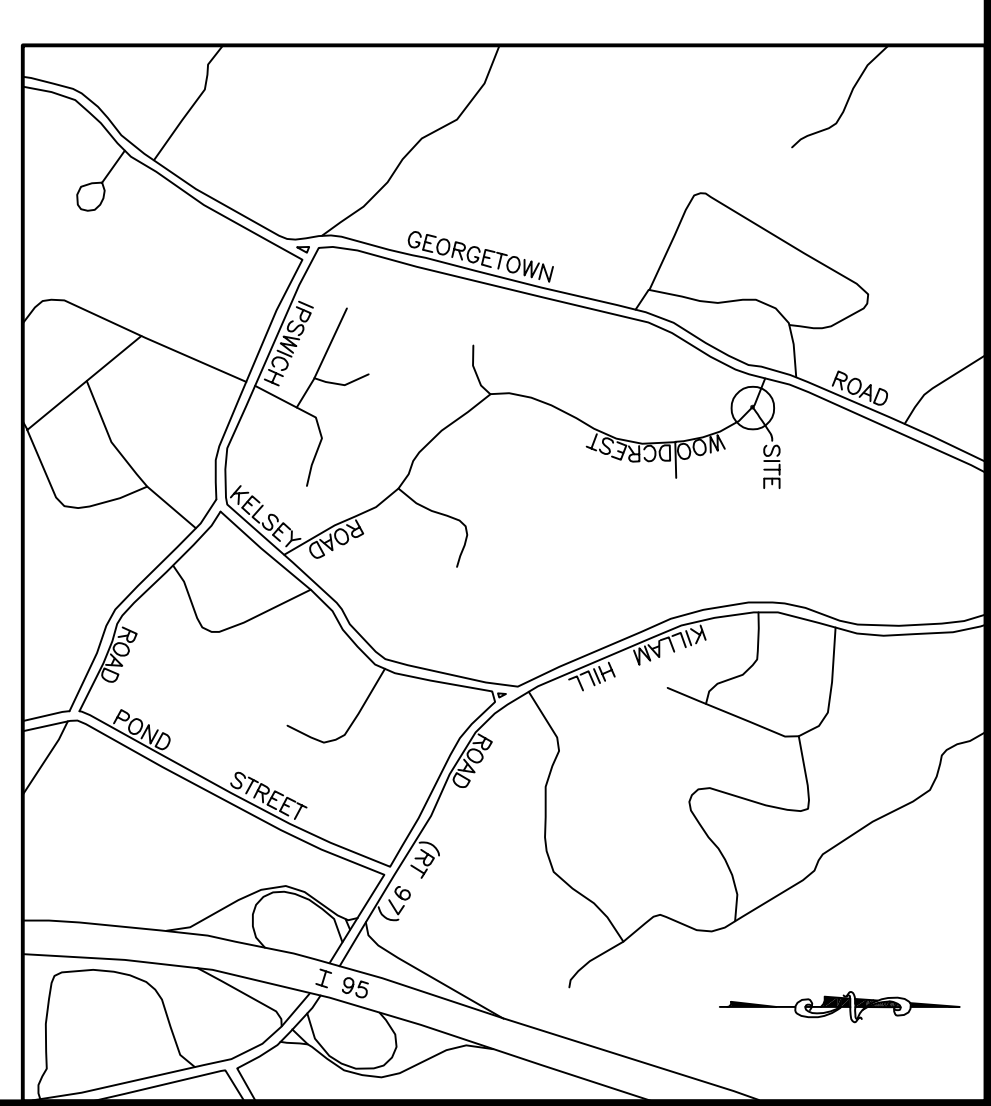 GEORGETOWN
ROAD
IPSWICH
WOODCREST
SITE
KELSEY
ROAD
ROAD
KILLAM HILL
POND
STREET
ROAD
(RT 97)
I 95
N